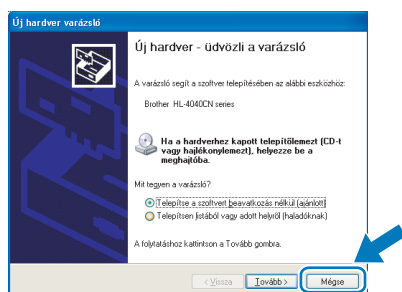 Új hardver varázsló
Új hardver - üdvözli a varázsló
A varázsló segít a szoftver telepítésében az alábbi eszközhöz:
Brother HL-4040CN series
Ha a hardverhez kapott telepítőlemezt (CD-t
vagy hajlékonylemezt), helyezze be a
meghajtóba.
Mit tegyen a varázsló?
Telepítse a szoftvert beavatkozás nélkül (ajánlott)
Telepítsen listából vagy adott helyről (haladóknak)
A folytatáshoz kattintson a Tovább gombra.
< Vissza Tovább > Mégse